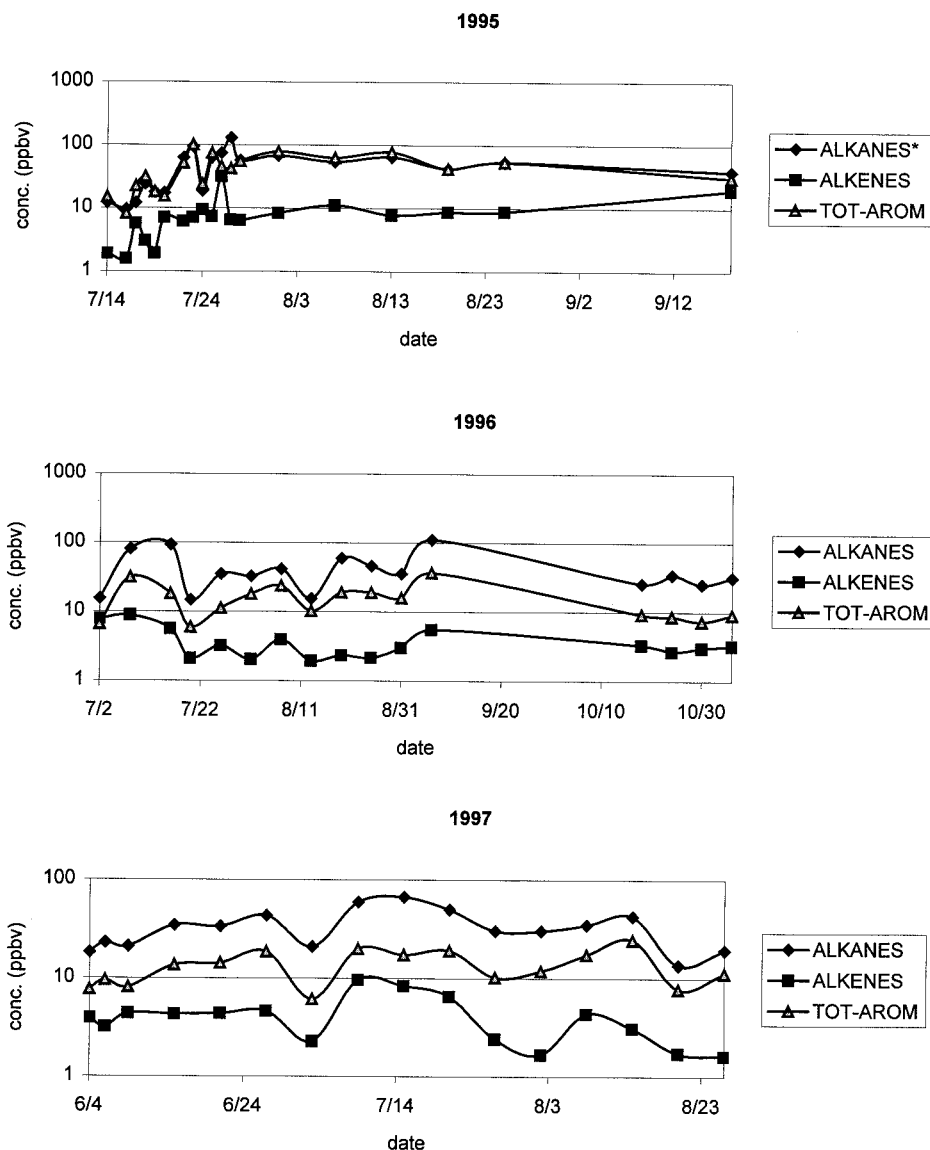 1995
1000
100
10
1
conc. (ppbv)
7/14 7/24 8/3 8/13 8/23 9/2 9/12
date
ALKANES*
ALKENES
TOT-AROM
1996
1000
100
10
1
conc. (ppbv)
7/2 7/22 8/11 8/31 9/20 10/10 10/30
date
ALKANES
ALKENES
TOT-AROM
1997
100
10
1
conc. (ppbv)
6/4 6/24 7/14 8/3 8/23
date
ALKANES
ALKENES
TOT-AROM